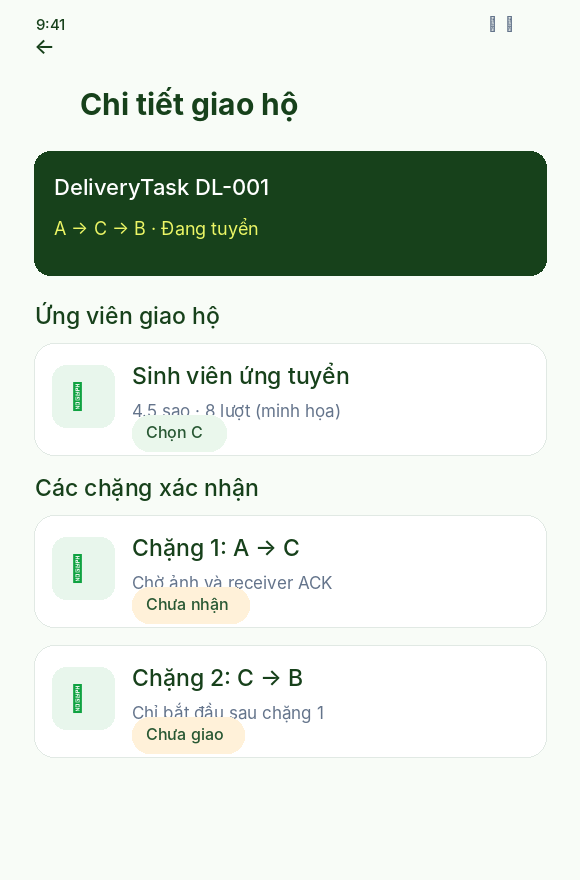 9:41
←
Chi tiết giao hộ
DeliveryTask DL-001
A → C → B · Đang tuyển
Ứng viên giao hộ
Sinh viên ứng tuyển
4.5 sao · 8 lượt (minh họa)
Chọn C
Các chặng xác nhận
Chặng 1: A → C
Chờ ảnh và receiver ACK
Chưa nhận
Chặng 2: C → B
Chỉ bắt đầu sau chặng 1
Chưa giao